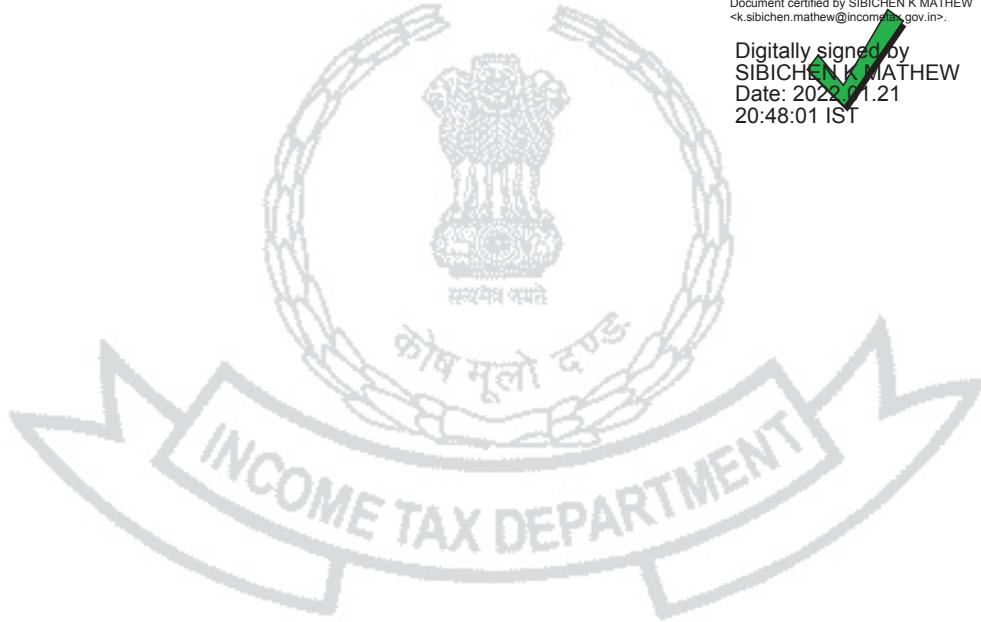 Document certified by SIBICHEN K MATHEW
<k.sibichen.mathew@incometax.gov.in>.
Digitally signed by
SIBICHEN K MATHEW
Date: 2022.01.21
20:48:01 IST
सत्यमेव जयते
कोष मूलो दण्ड
INCOME TAX DEPARTMENT